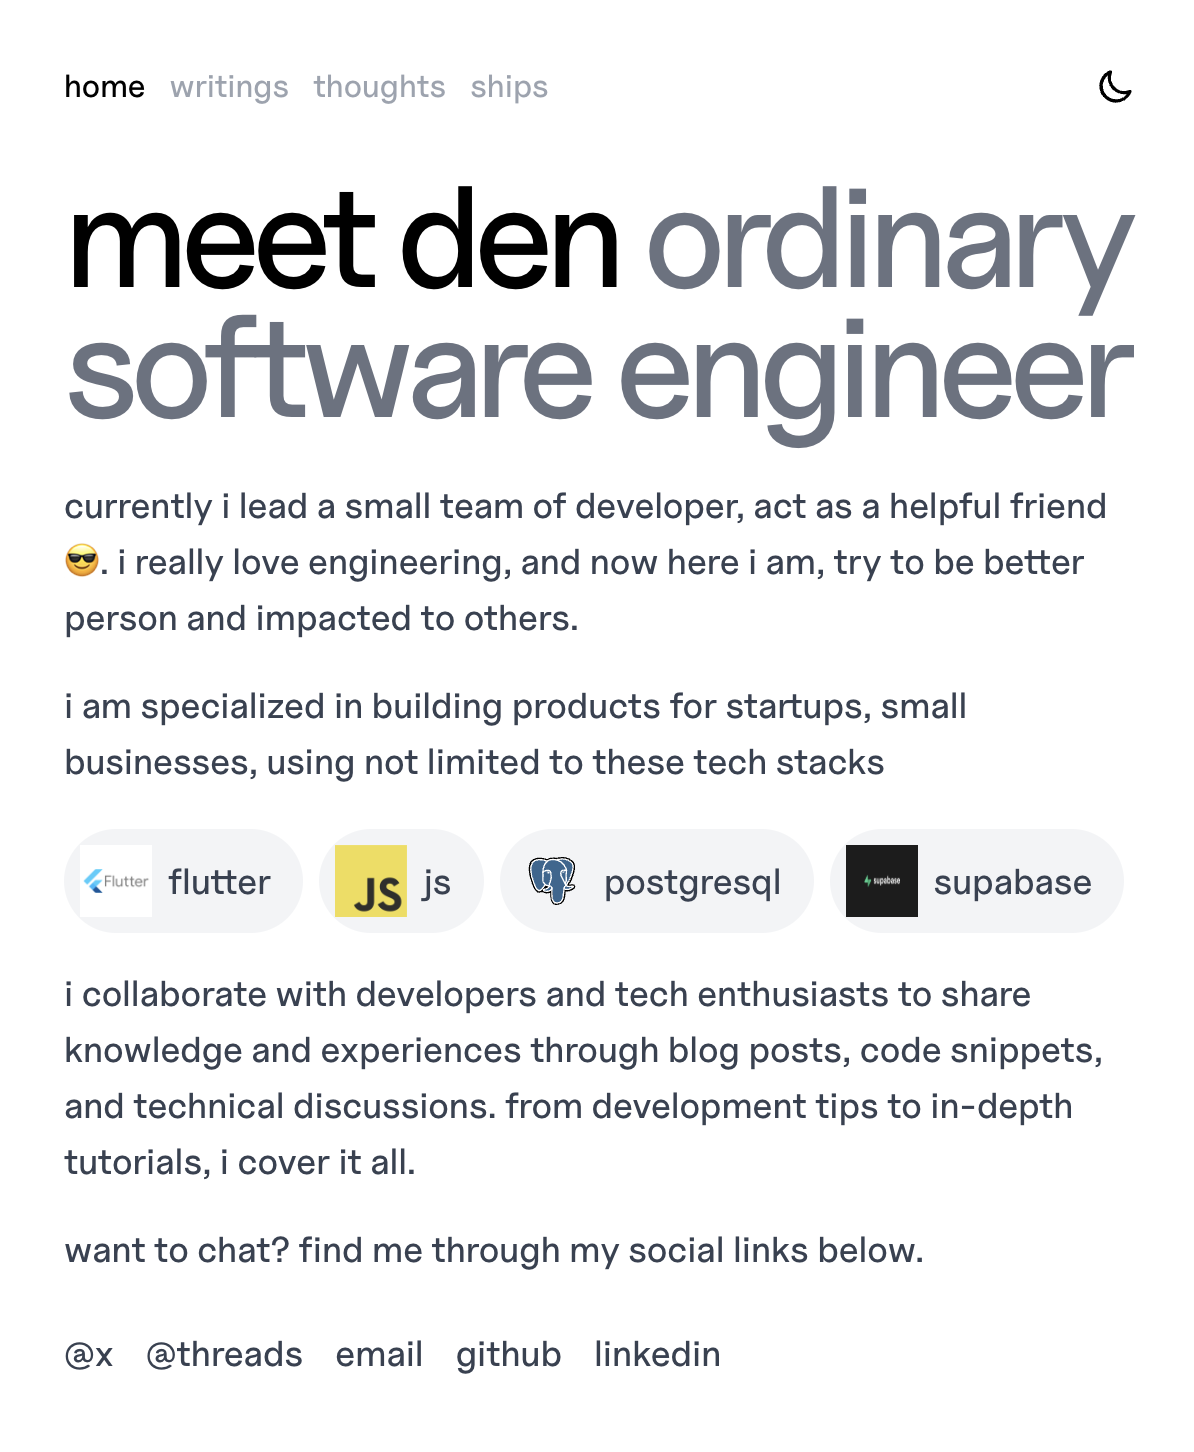 home writings thoughts ships
meet den ordinary
software engineer
currently i lead a small team of developer, act as a helpful friend
😎. i really love engineering, and now here i am, try to be better
person and impacted to others.
i am specialized in building products for startups, small
businesses, using not limited to these tech stacks
Flutter flutter JS js postgresql supabase supabase
i collaborate with developers and tech enthusiasts to share
knowledge and experiences through blog posts, code snippets,
and technical discussions. from development tips to in-depth
tutorials, i cover it all.
want to chat? find me through my social links below.
@x @threads email github linkedin